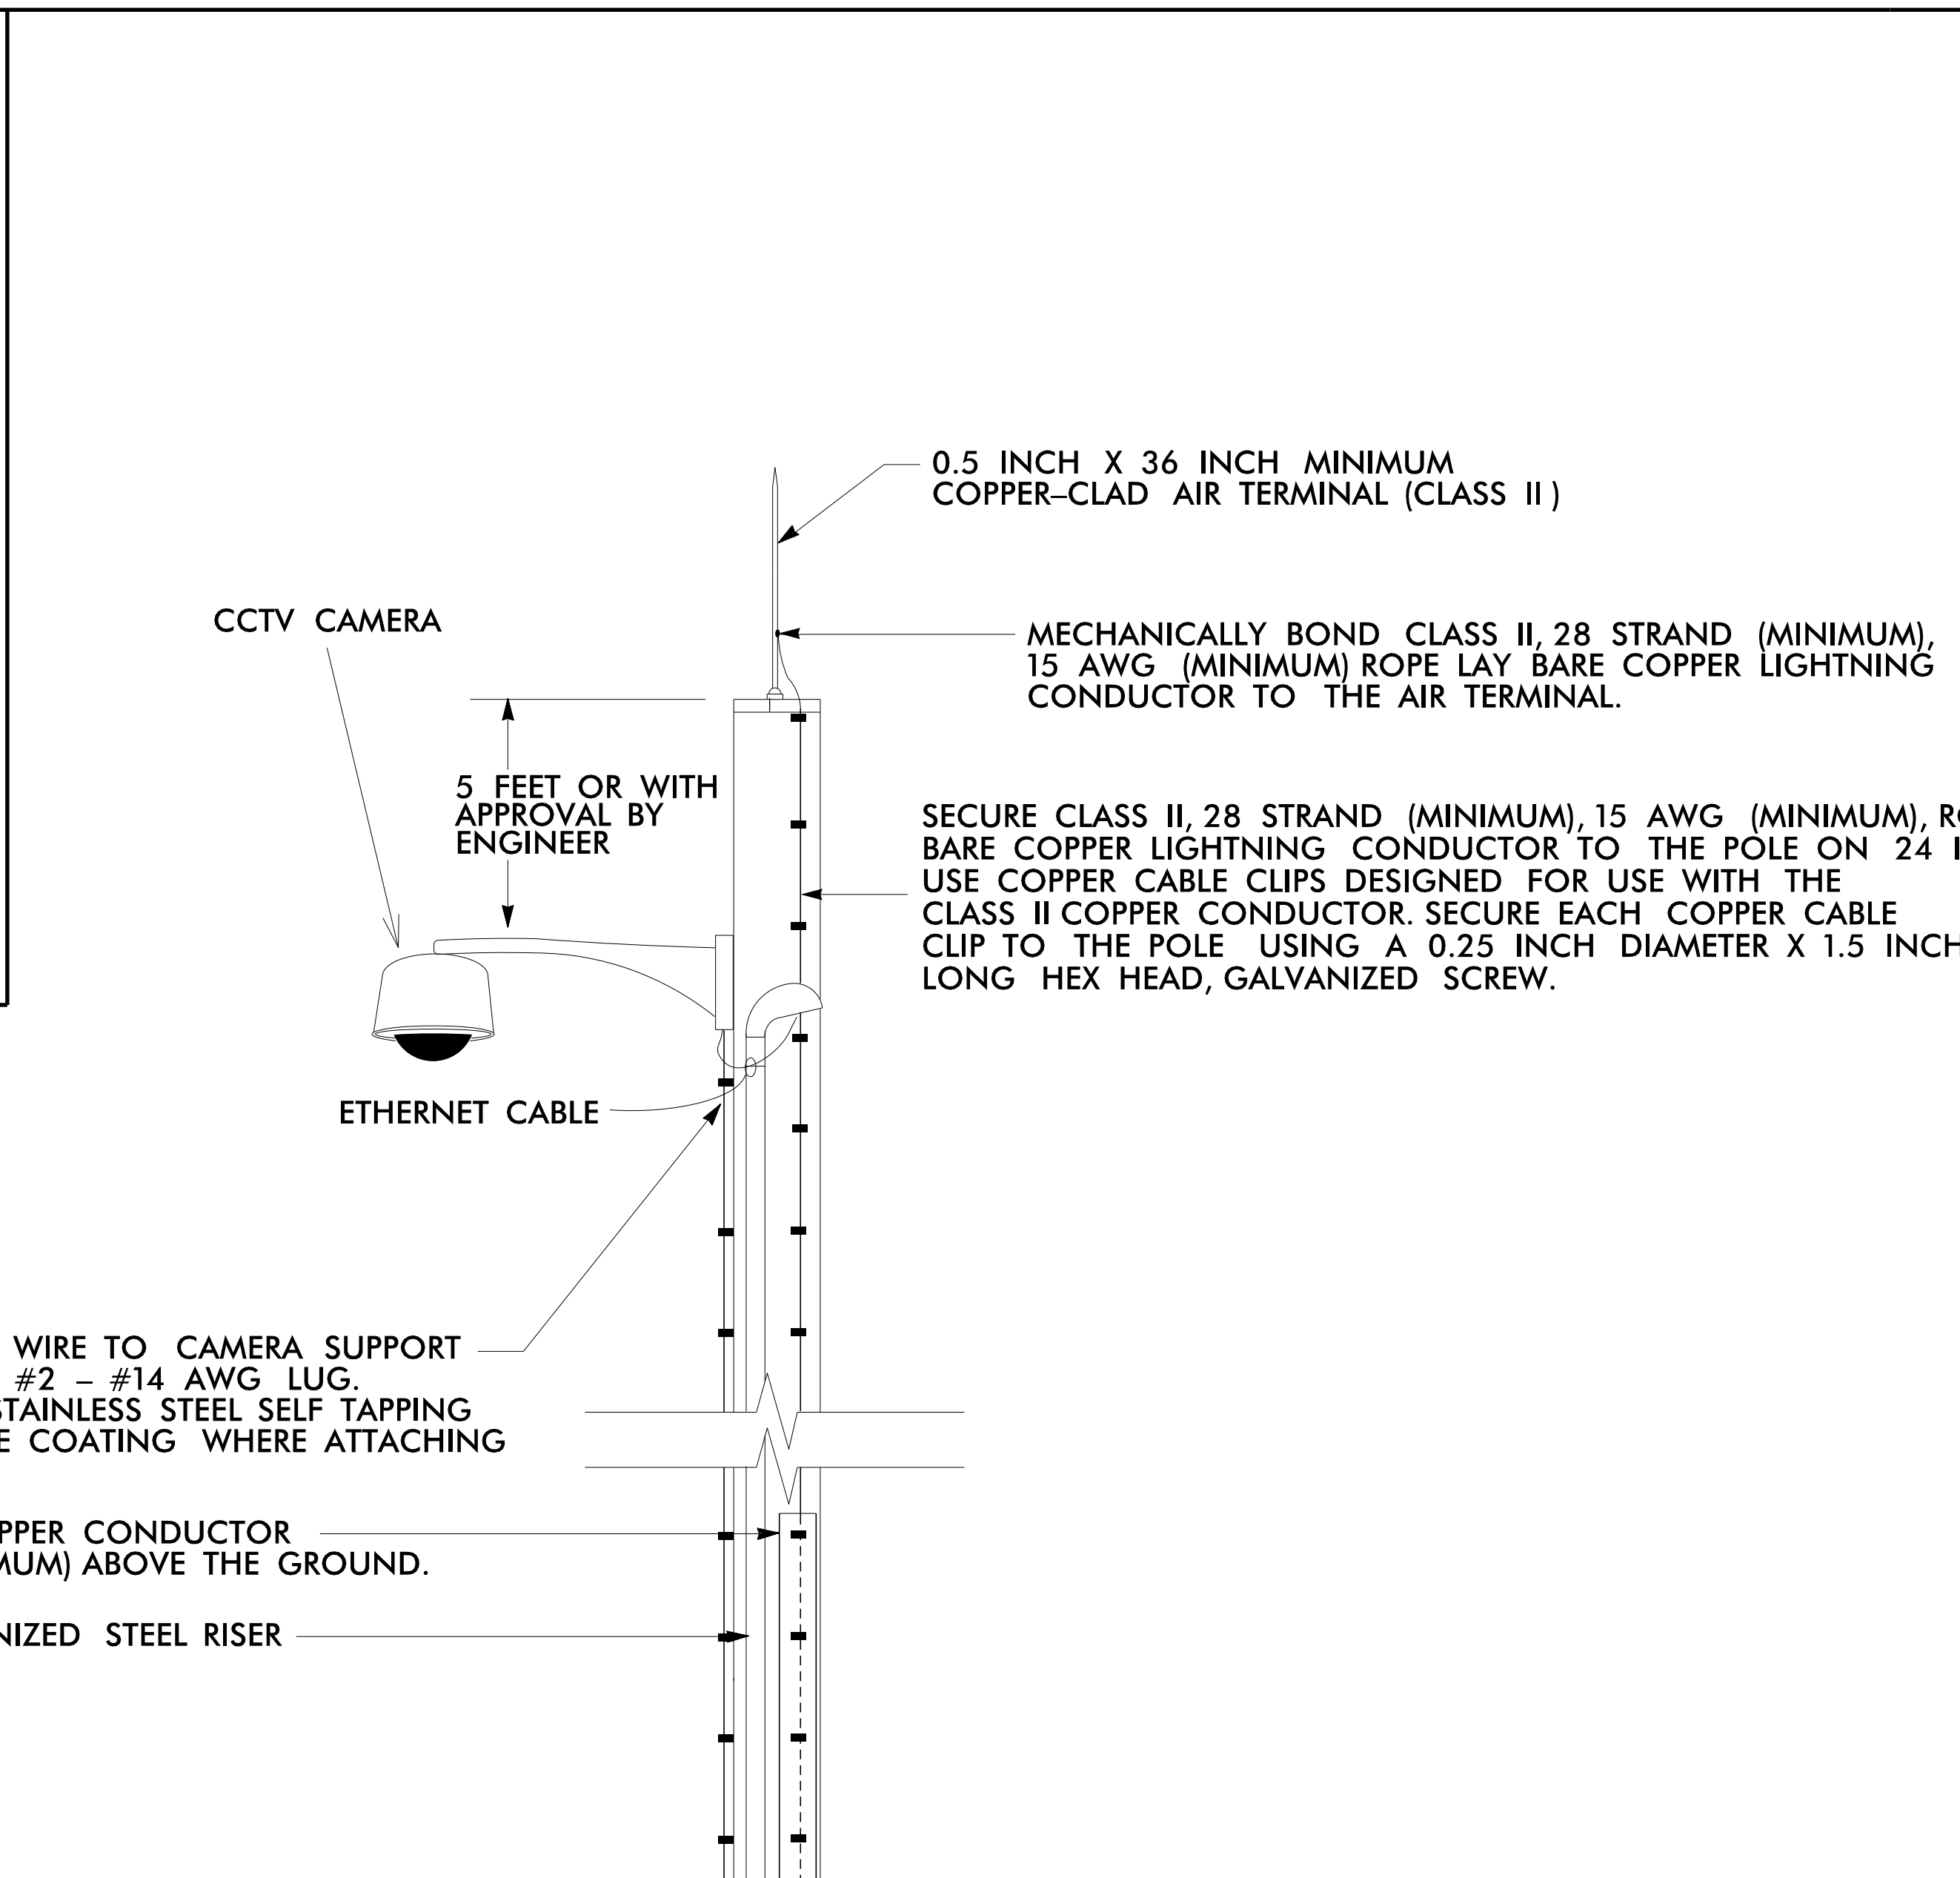 0.5 INCH X 36 INCH MINIMUM
COPPER–CLAD AIR TERMINAL (CLASS II)
CCTV CAMERA
MECHANICALLY BOND CLASS II, 28 STRAND (MINIMUM),
15 AWG (MINIMUM) ROPE LAY BARE COPPER LIGHTNING
CONDUCTOR TO THE AIR TERMINAL.
5 FEET OR WITH
APPROVAL BY
ENGINEER
SECURE CLASS II, 28 STRAND (MINIMUM), 15 AWG (MINIMUM),
BARE COPPER LIGHTNING CONDUCTOR TO THE POLE ON 24
USE COPPER CABLE CLIPS DESIGNED FOR USE WITH THE
CLASS II COPPER CONDUCTOR. SECURE EACH COPPER CABLE
CLIP TO THE POLE USING A 0.25 INCH DIAMETER X 1.5 INCH
LONG HEX HEAD, GALVANIZED SCREW.
ETHERNET CABLE
WIRE TO CAMERA SUPPORT
#2 – #14 AWG LUG.
STAINLESS STEEL SELF TAPPING
COATING WHERE ATTACHING
CONDUCTOR
ABOVE THE GROUND.
STEEL RISER